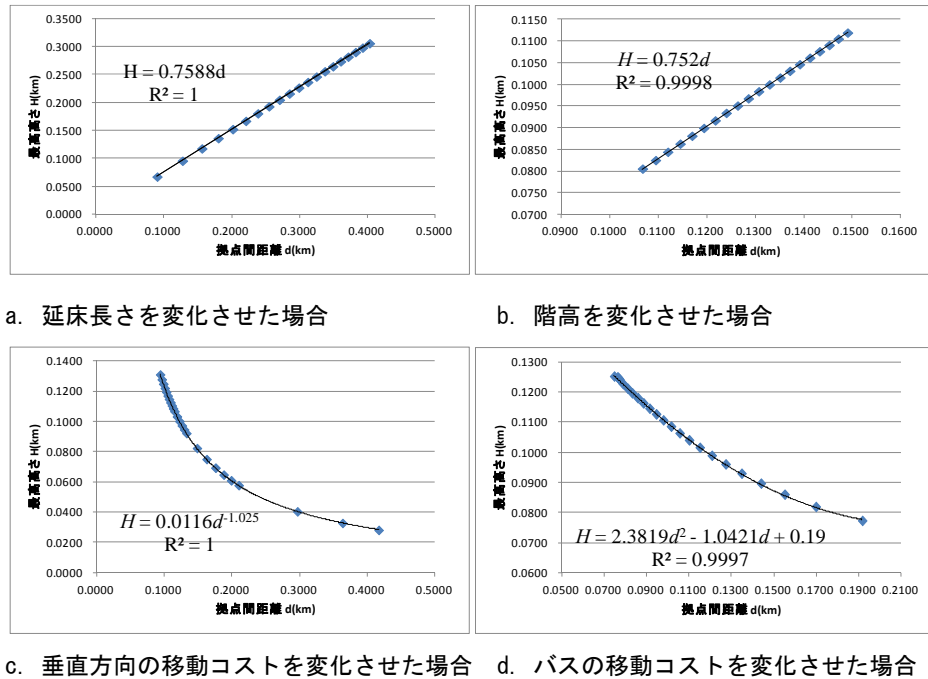 0.3500
0.3000
0.2500
0.2000
0.1500
0.1000
0.0500
0.0000
最高高さ H(km)
H = 0.7588d
R² = 1
0.0000 0.1000 0.2000 0.3000 0.4000 0.5000
拠点間距離 d(km)
0.1150
0.1100
0.1050
0.1000
0.0950
0.0900
0.0850
0.0800
0.0750
0.0700
最高高さ H(km)
H = 0.752d
R² = 0.9998
0.0900 0.1000 0.1100 0.1200 0.1300 0.1400 0.1500 0.1600
拠点間距離 d(km)
a. 延床長さを変化させた場合
b. 階高を変化させた場合
0.1400
0.1200
0.1000
0.0800
0.0600
0.0400
0.0200
0.0000
最高高さ H(km)
H = 0.0116d^-1.025
R² = 1
0.0000 0.1000 0.2000 0.3000 0.4000 0.5000
拠点間距離 d(km)
0.1300
0.1200
0.1100
0.1000
0.0900
0.0800
0.0700
0.0600
最高高さ H(km)
H = 2.3819d² - 1.0421d + 0.19
R² = 0.9997
0.0500 0.0700 0.0900 0.1100 0.1300 0.1500 0.1700 0.1900 0.2100
拠点間距離 d(km)
c. 垂直方向の移動コストを変化させた場合
d. バスの移動コストを変化させた場合